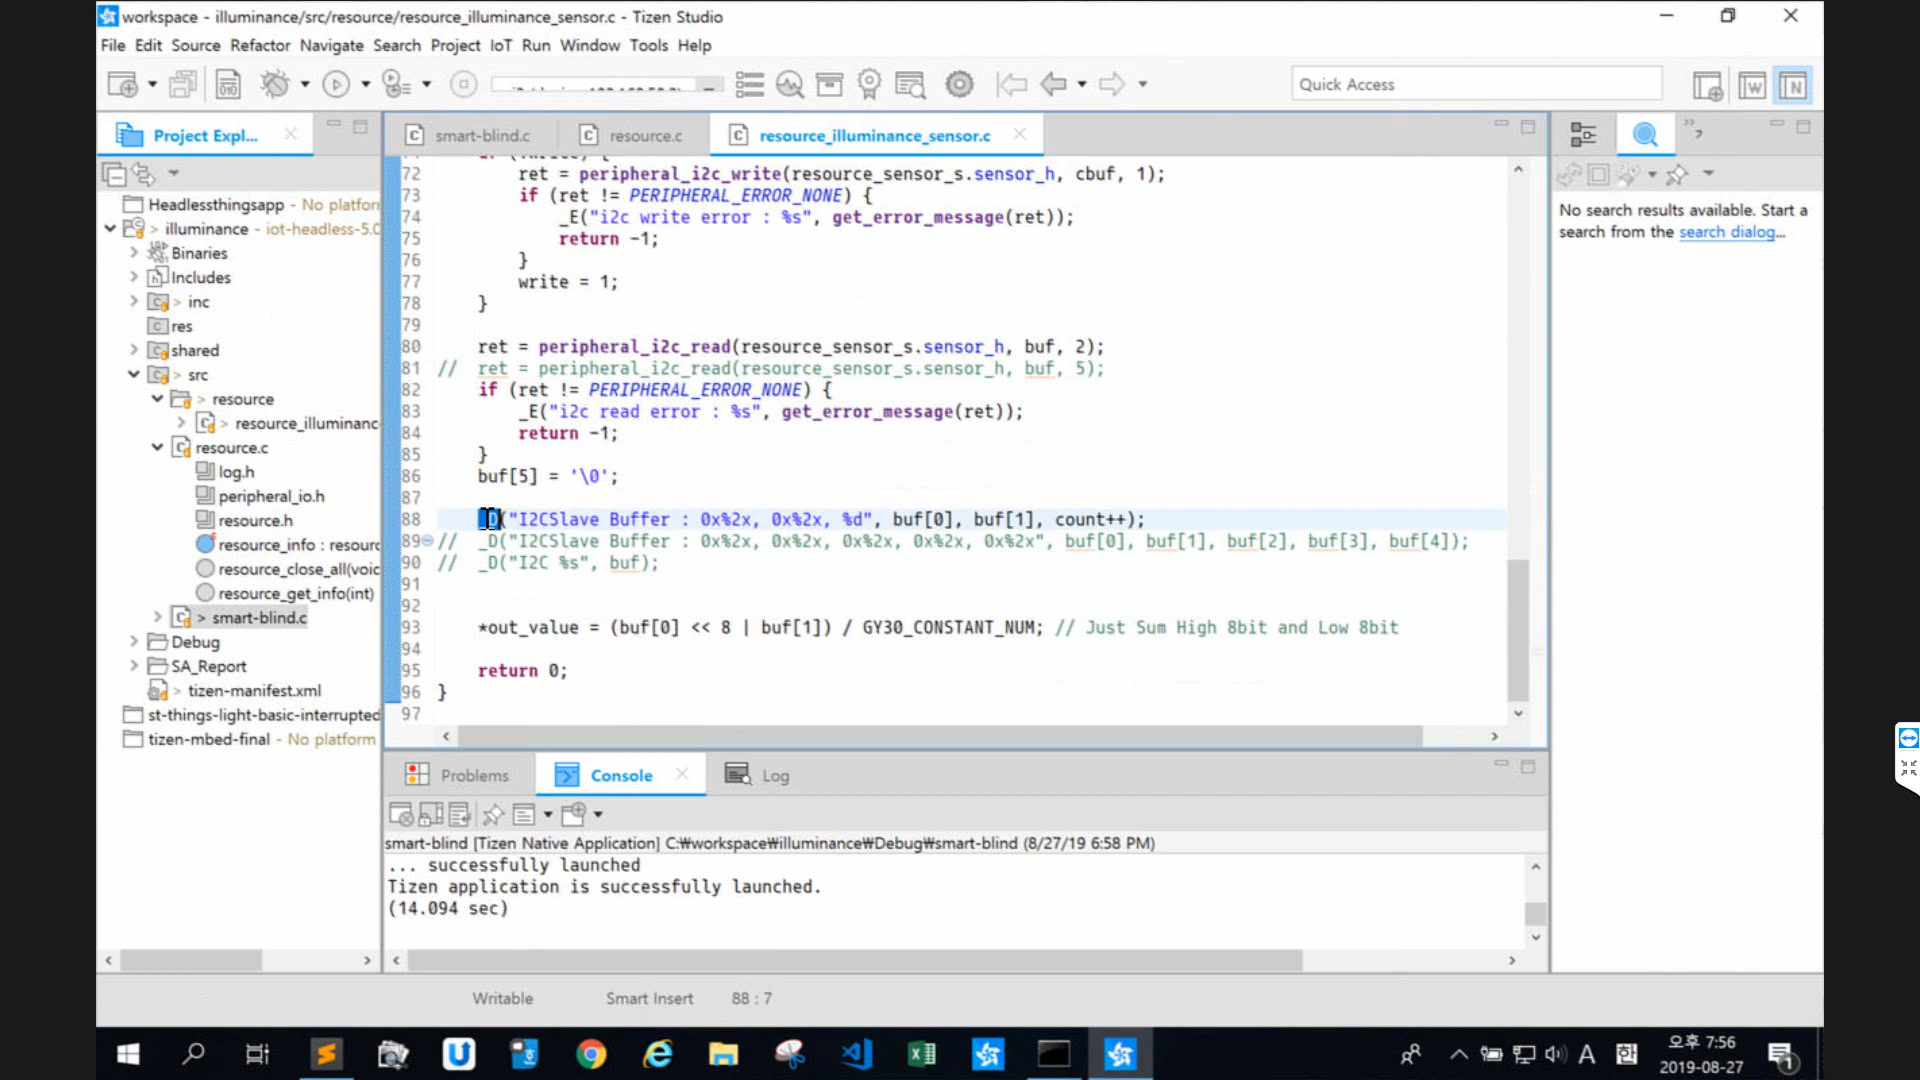 workspace - illuminance/src/resource/resource_illuminance_sensor.c - Tizen Studio
File Edit Source Refactor Navigate Search Project IoT Run Window Tools Help
Quick Access
Project Expl...
smart-blind.c
resource.c
resource_illuminance_sensor.c
Headlessthingsapp - No platforr
> illuminance - iot-headless-5.0
Binaries
Includes
> inc
res
shared
> src
> resource
> resource_illuminanc
resource.c
log.h
peripheral_io.h
resource.h
resource_info : resourc
resource_close_all(voic
resource_get_info(int)
> smart-blind.c
Debug
SA_Report
> tizen-manifest.xml
st-things-light-basic-interrupted
tizen-mbed-final - No platform
72 ret = peripheral_i2c_write(resource_sensor_s.sensor_h, cbuf, 1);
73 if (ret != PERIPHERAL_ERROR_NONE) {
74 _E("i2c write error : %s", get_error_message(ret));
75 return -1;
76 }
77 write = 1;
78 }
79
80 ret = peripheral_i2c_read(resource_sensor_s.sensor_h, buf, 2);
81 // ret = peripheral_i2c_read(resource_sensor_s.sensor_h, buf, 5);
82 if (ret != PERIPHERAL_ERROR_NONE) {
83 _E("i2c read error : %s", get_error_message(ret));
84 return -1;
85 }
86 buf[5] = '\0';
87
88 _D("I2CSlave Buffer : 0x%2x, 0x%2x, %d", buf[0], buf[1], count++);
89 // _D("I2CSlave Buffer : 0x%2x, 0x%2x, 0x%2x, 0x%2x, 0x%2x", buf[0], buf[1], buf[2], buf[3], buf[4]);
90 // _D("I2C %s", buf);
91
92
93 *out_value = (buf[0] << 8 | buf[1]) / GY30_CONSTANT_NUM; // Just Sum High 8bit and Low 8bit
94
95 return 0;
96 }
97
No search results available. Start a
search from the search dialog...
Problems
Console
Log
smart-blind [Tizen Native Application] C:₩workspace₩illuminance₩Debug₩smart-blind (8/27/19 6:58 PM)
... successfully launched
Tizen application is successfully launched.
(14.094 sec)
Writable
Smart Insert
88 : 7
A
한
오후 7:56
2019-08-27
1